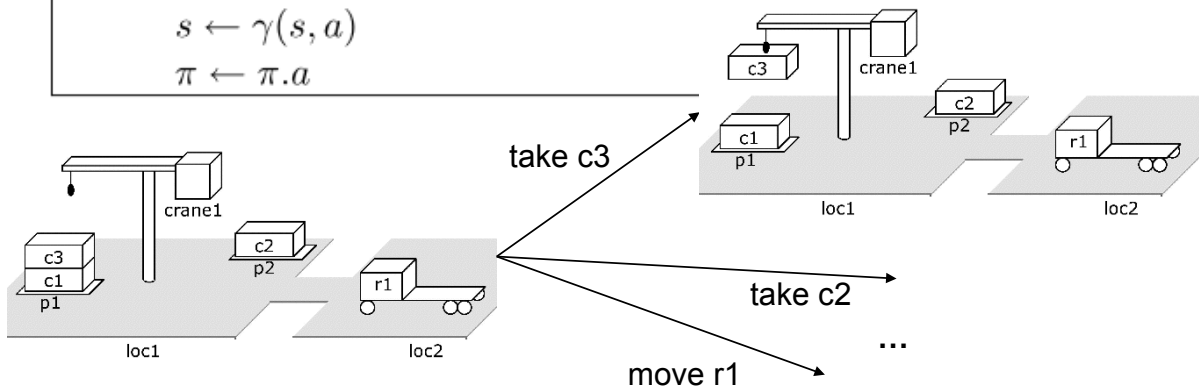 s ← γ(s, a)
π ← π.a
c3
crane1
c1
p1
c2
p2
r1
loc1
loc2
take c3
take c2
move r1
...
crane1
c3
c1
p1
c2
p2
r1
loc1
loc2